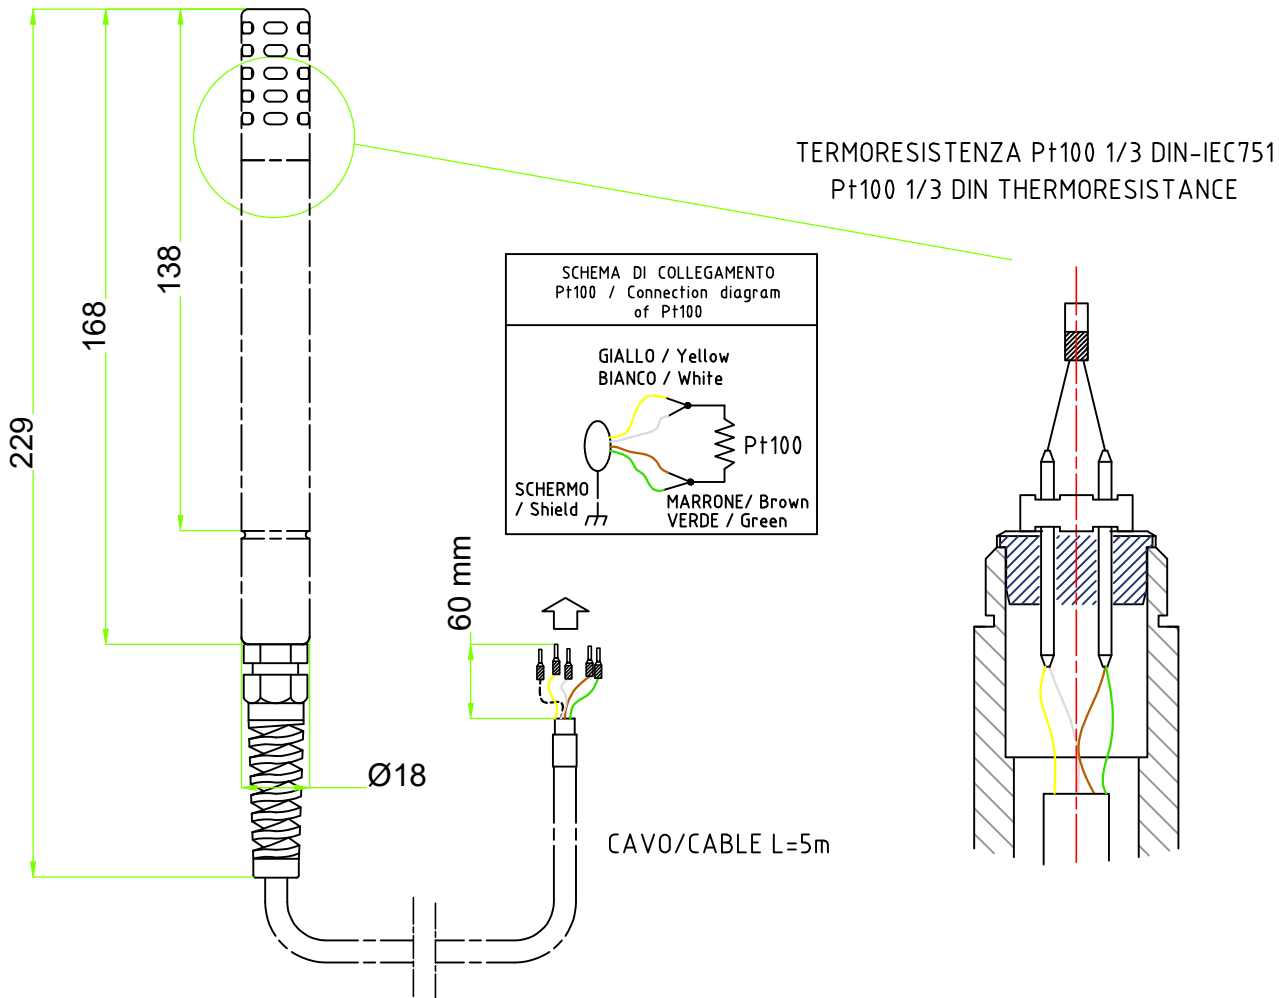 TERMORESISTENZA Pt100 1/3 DIN-IEC751
Pt100 1/3 DIN THERMORESISTANCE
138
168
229
SCHEMA DI COLLEGAMENTO
Pt100 / Connection diagram
of Pt100
GIALLO / Yellow
BIANCO / White
Pt100
SCHERMO
/ Shield
MARRONE/ Brown
VERDE / Green
60 mm
Ø18
CAVO/CABLE L=5m